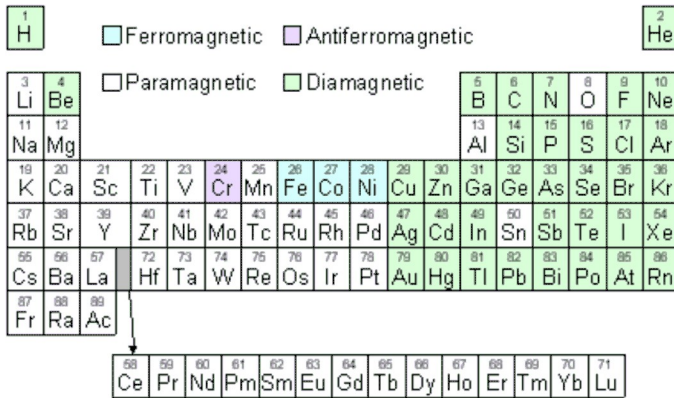 1 2
H Ferromagnetic Antiferromagnetic He
3 4 Paramagnetic Diamagnetic 5 6 7 8 9 10
Li Be B C N O F Ne
11 12 13 14 15 16 17 18
Na Mg Al Si P S Cl Ar
19 20 21 22 23 24 25 26 27 28 29 30 31 32 33 34 35 36
K Ca Sc Ti V Cr Mn Fe Co Ni Cu Zn Ga Ge As Se Br Kr
37 38 39 40 41 42 43 44 45 46 47 48 49 50 51 52 53 54
Rb Sr Y Zr Nb Mo Tc Ru Rh Pd Ag Cd In Sn Sb Te I Xe
55 56 57 72 73 74 75 76 77 78 79 80 81 82 83 84 85 86
Cs Ba La Hf Ta W Re Os Ir Pt Au Hg Tl Pb Bi Po At Rn
87 88 89
Fr Ra Ac
58 59 60 61 62 63 64 65 66 67 68 69 70 71
Ce Pr Nd Pm Sm Eu Gd Tb Dy Ho Er Tm Yb Lu